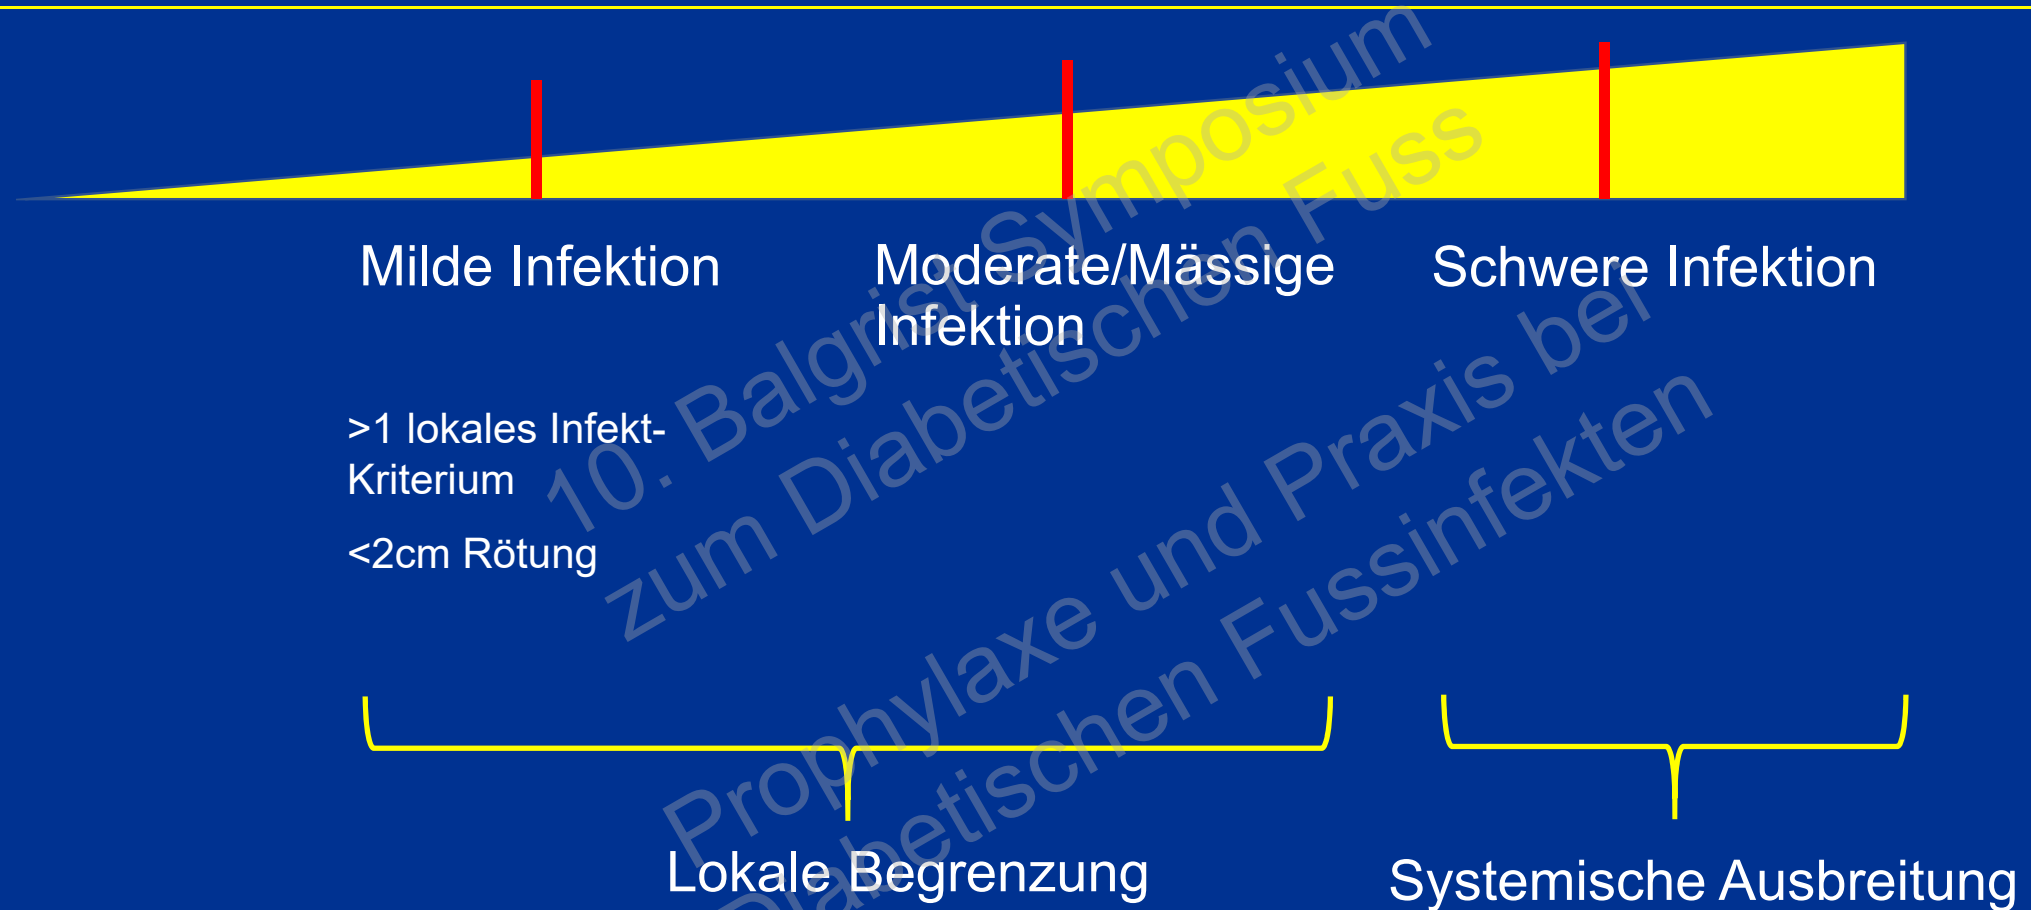 Milde Infektion
Moderate/Mässige
Infektion
Schwere Infektion
>1 lokales Infekt-
Kriterium
<2cm Rötung
Lokale Begrenzung
Systemische Ausbreitung
10. Balgrist Symposium
zum Diabetischen Fuss
Prophylaxe und Praxis bei
Diabetischen Fussinfekten